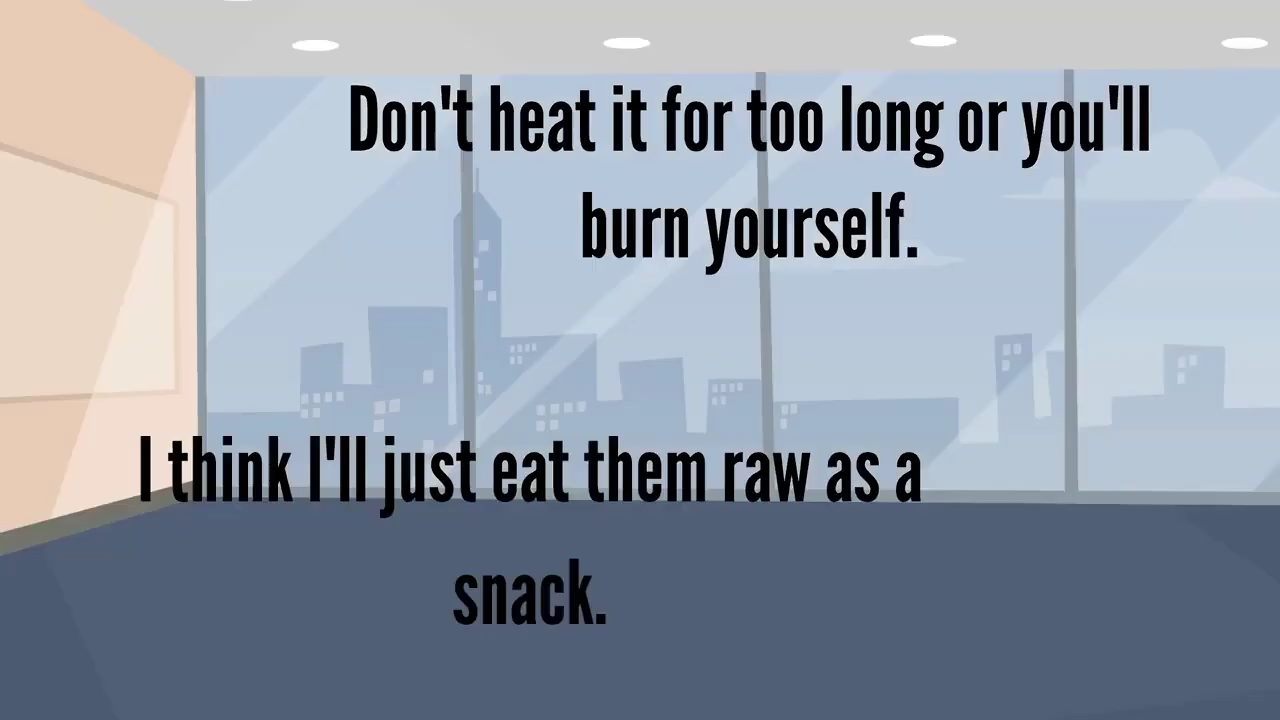 Don't heat it for too long or you'll
burn yourself.
I think I'll just eat them raw as a
snack.